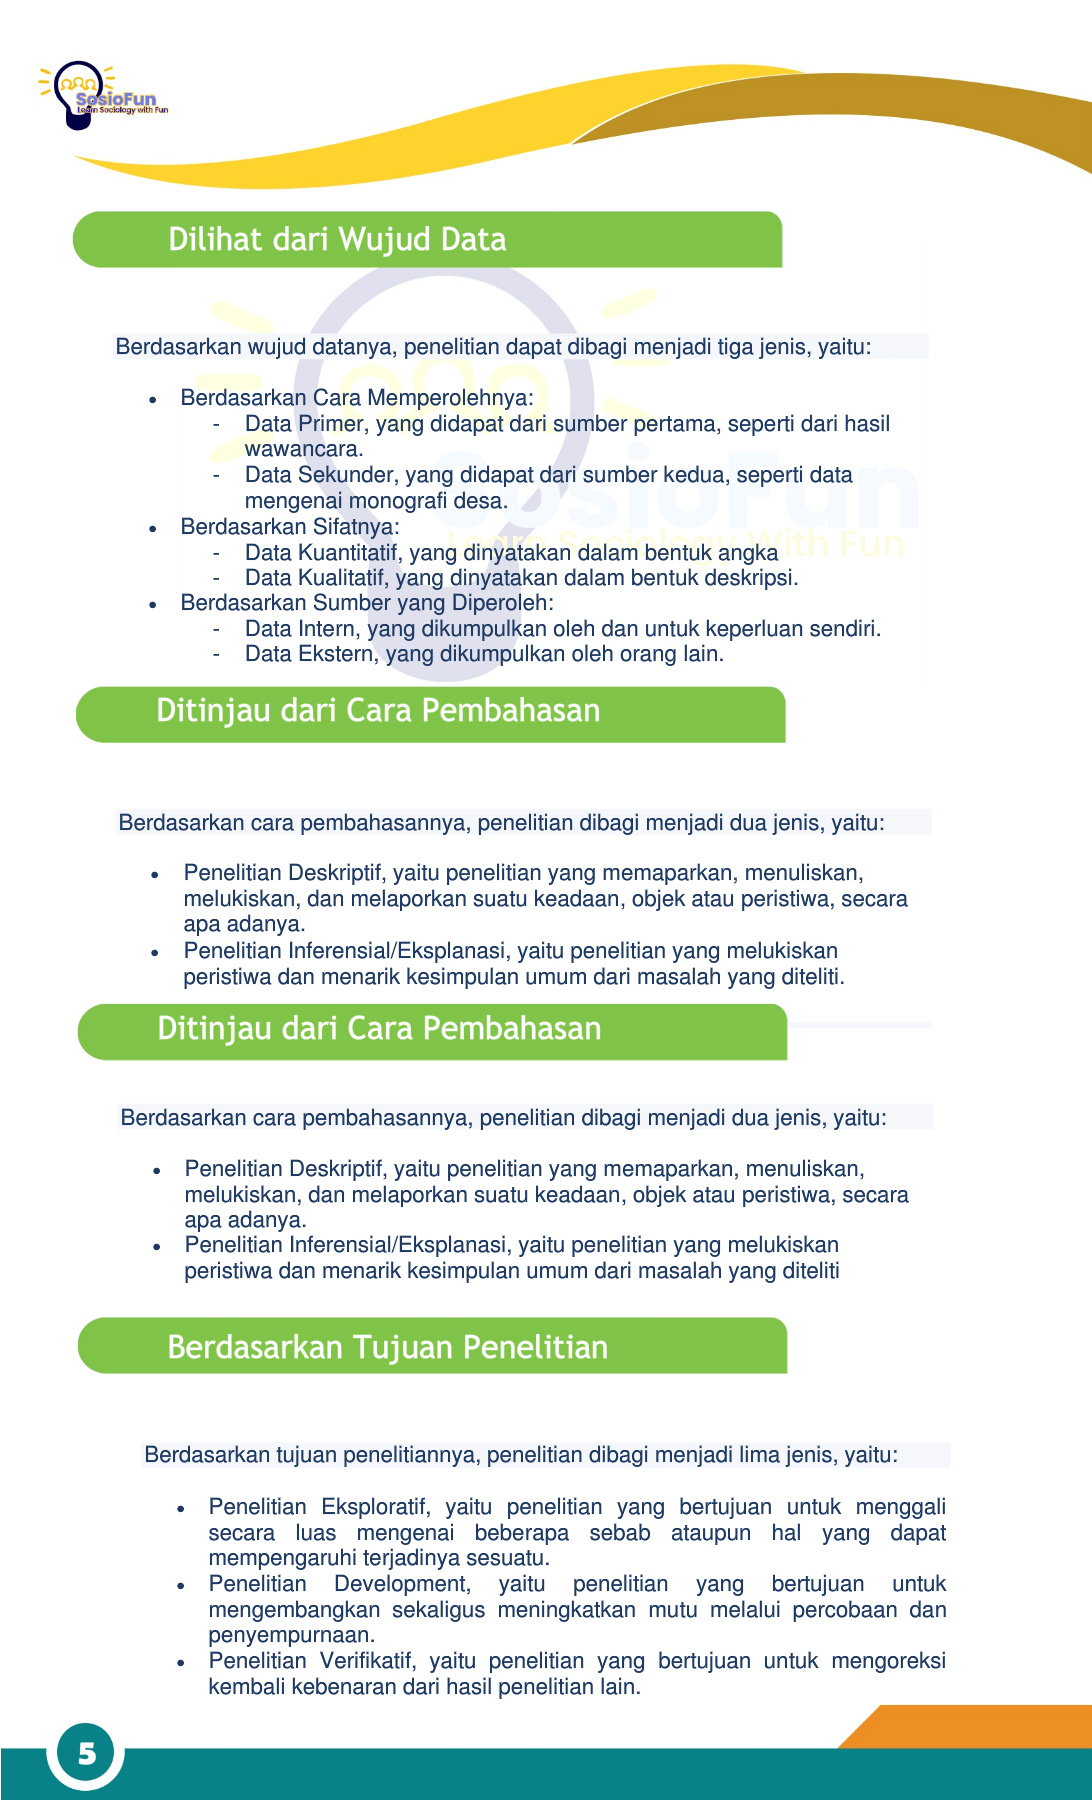 SosioFun
Learn Sociology with Fun
Dilihat dari Wujud Data
Berdasarkan wujud datanya, penelitian dapat dibagi menjadi tiga jenis, yaitu:
• Berdasarkan Cara Memperolehnya:
- Data Primer, yang didapat dari sumber pertama, seperti dari hasil
wawancara.
- Data Sekunder, yang didapat dari sumber kedua, seperti data
mengenai monografi desa.
• Berdasarkan Sifatnya:
- Data Kuantitatif, yang dinyatakan dalam bentuk angka
- Data Kualitatif, yang dinyatakan dalam bentuk deskripsi.
• Berdasarkan Sumber yang Diperoleh:
- Data Intern, yang dikumpulkan oleh dan untuk keperluan sendiri.
- Data Ekstern, yang dikumpulkan oleh orang lain.
SosioFun
Learn Sociology With Fun
Ditinjau dari Cara Pembahasan
Berdasarkan cara pembahasannya, penelitian dibagi menjadi dua jenis, yaitu:
• Penelitian Deskriptif, yaitu penelitian yang memaparkan, menuliskan,
melukiskan, dan melaporkan suatu keadaan, objek atau peristiwa, secara
apa adanya.
• Penelitian Inferensial/Eksplanasi, yaitu penelitian yang melukiskan
peristiwa dan menarik kesimpulan umum dari masalah yang diteliti.
Ditinjau dari Cara Pembahasan
Berdasarkan cara pembahasannya, penelitian dibagi menjadi dua jenis, yaitu:
• Penelitian Deskriptif, yaitu penelitian yang memaparkan, menuliskan,
melukiskan, dan melaporkan suatu keadaan, objek atau peristiwa, secara
apa adanya.
• Penelitian Inferensial/Eksplanasi, yaitu penelitian yang melukiskan
peristiwa dan menarik kesimpulan umum dari masalah yang diteliti
Berdasarkan Tujuan Penelitian
Berdasarkan tujuan penelitiannya, penelitian dibagi menjadi lima jenis, yaitu:
• Penelitian Eksploratif, yaitu penelitian yang bertujuan untuk menggali
secara luas mengenai beberapa sebab ataupun hal yang dapat
mempengaruhi terjadinya sesuatu.
• Penelitian Development, yaitu penelitian yang bertujuan untuk
mengembangkan sekaligus meningkatkan mutu melalui percobaan dan
penyempurnaan.
• Penelitian Verifikatif, yaitu penelitian yang bertujuan untuk mengoreksi
kembali kebenaran dari hasil penelitian lain.
5